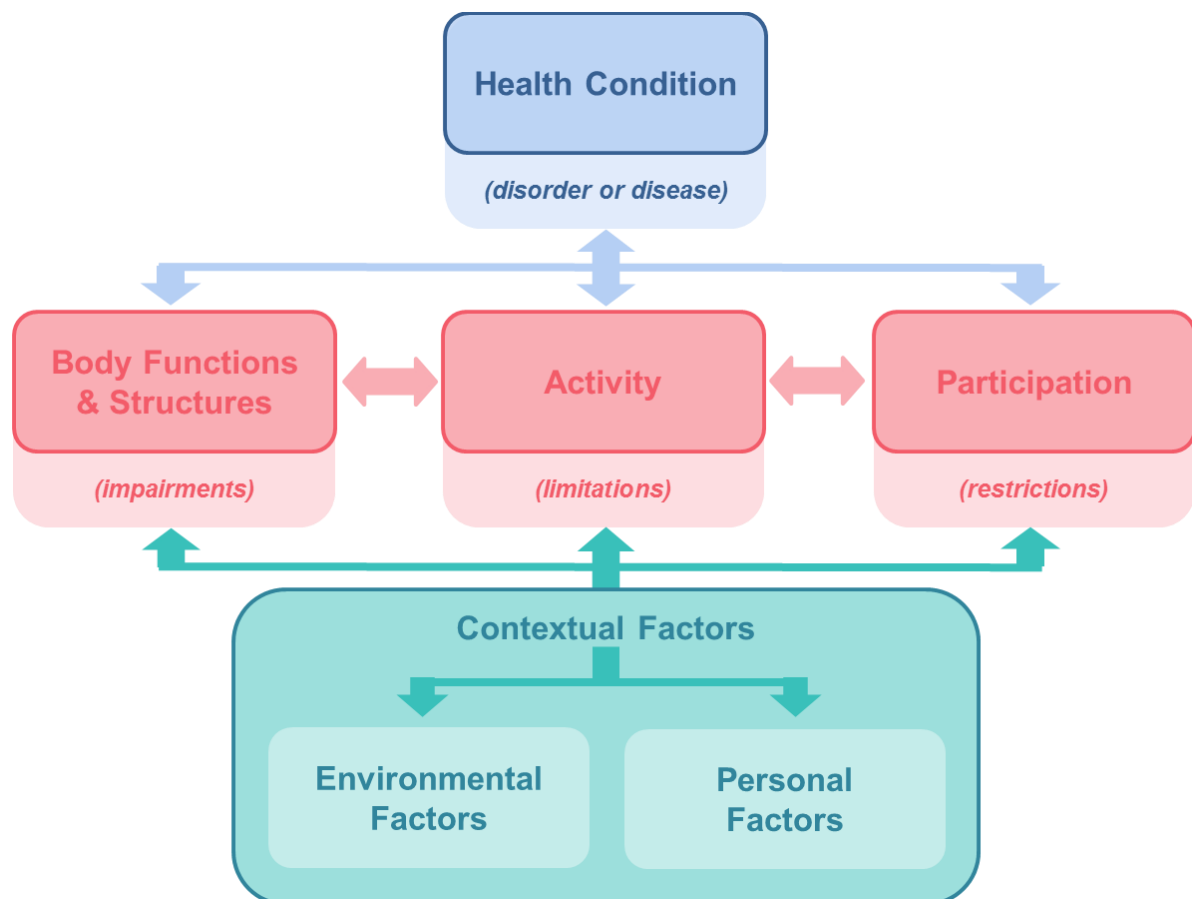 Health Condition
(disorder or disease)
Body Functions
& Structures
Activity
Participation
(impairments)
(limitations)
(restrictions)
Contextual Factors
Environmental
Factors
Personal
Factors